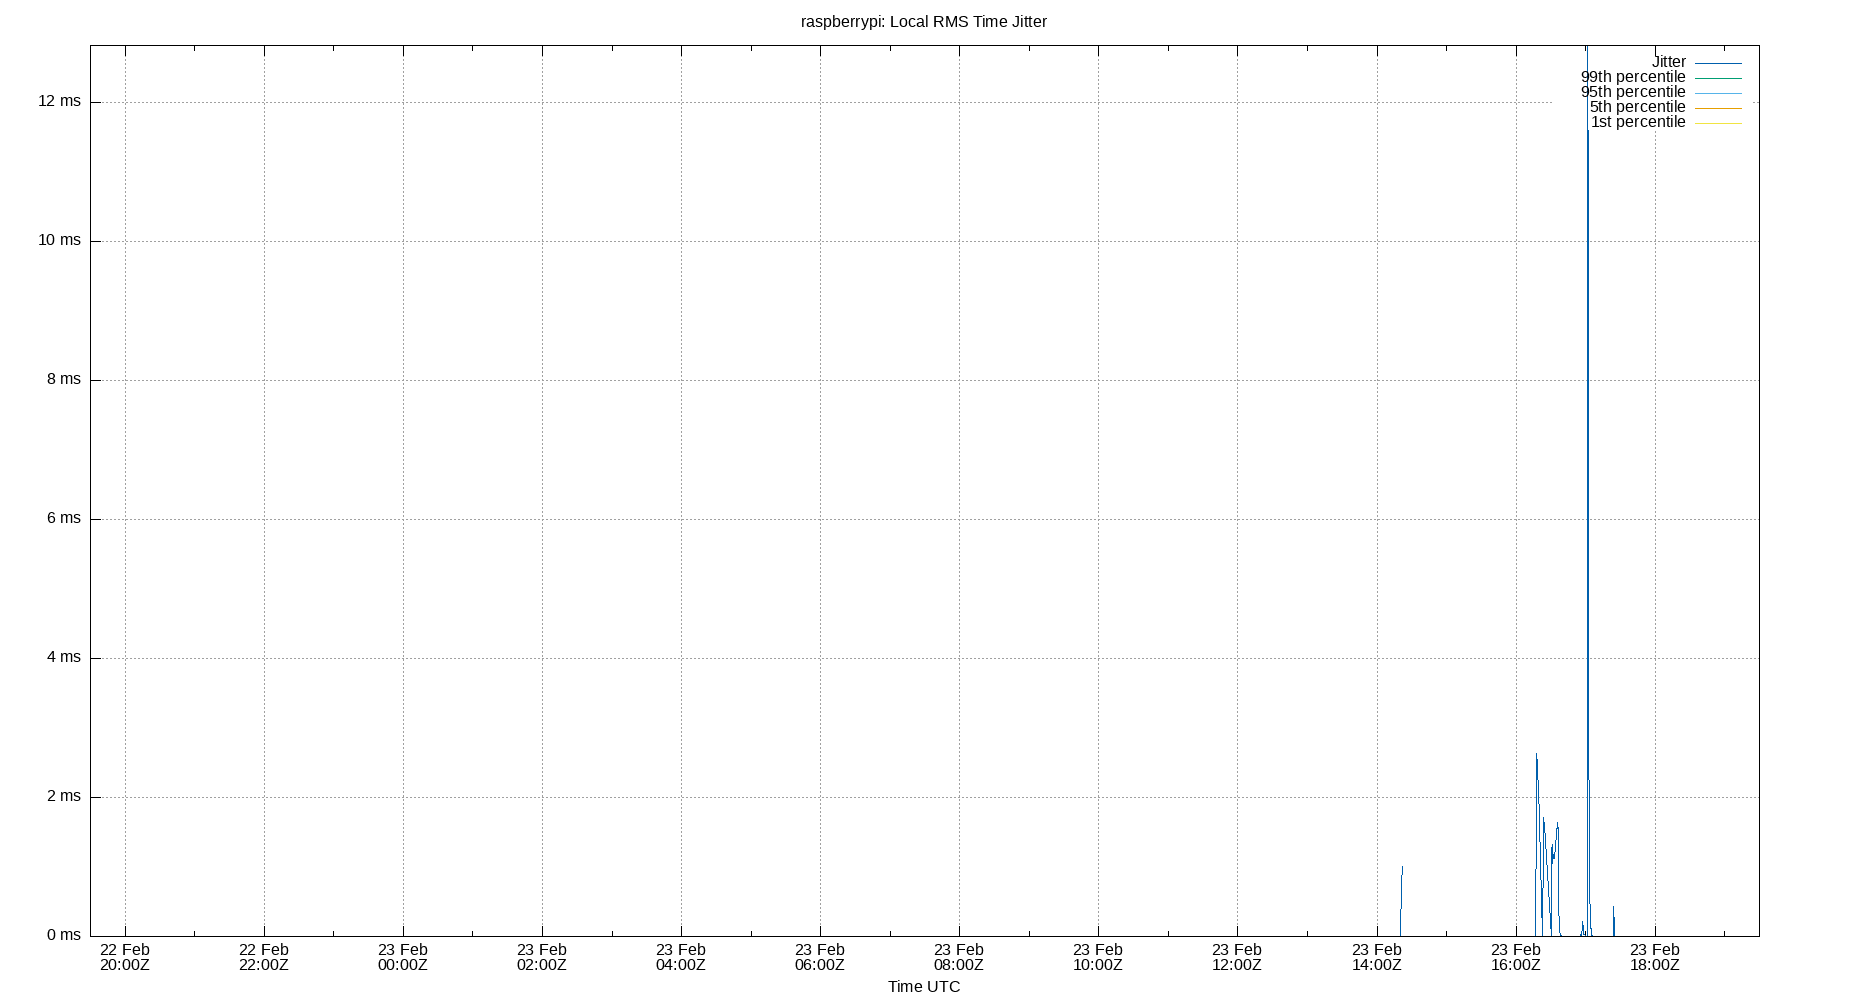 raspberrypi: Local RMS Time Jitter
Jitter
99th percentile
95th percentile
5th percentile
1st percentile
12 ms
10 ms
8 ms
6 ms
4 ms
2 ms
0 ms
22 Feb 22 Feb 23 Feb 23 Feb 23 Feb 23 Feb 23 Feb 23 Feb 23 Feb 23 Feb 23 Feb 23 Feb
20:00Z 22:00Z 00:00Z 02:00Z 04:00Z 06:00Z 08:00Z 10:00Z 12:00Z 14:00Z 16:00Z 18:00Z
Time UTC